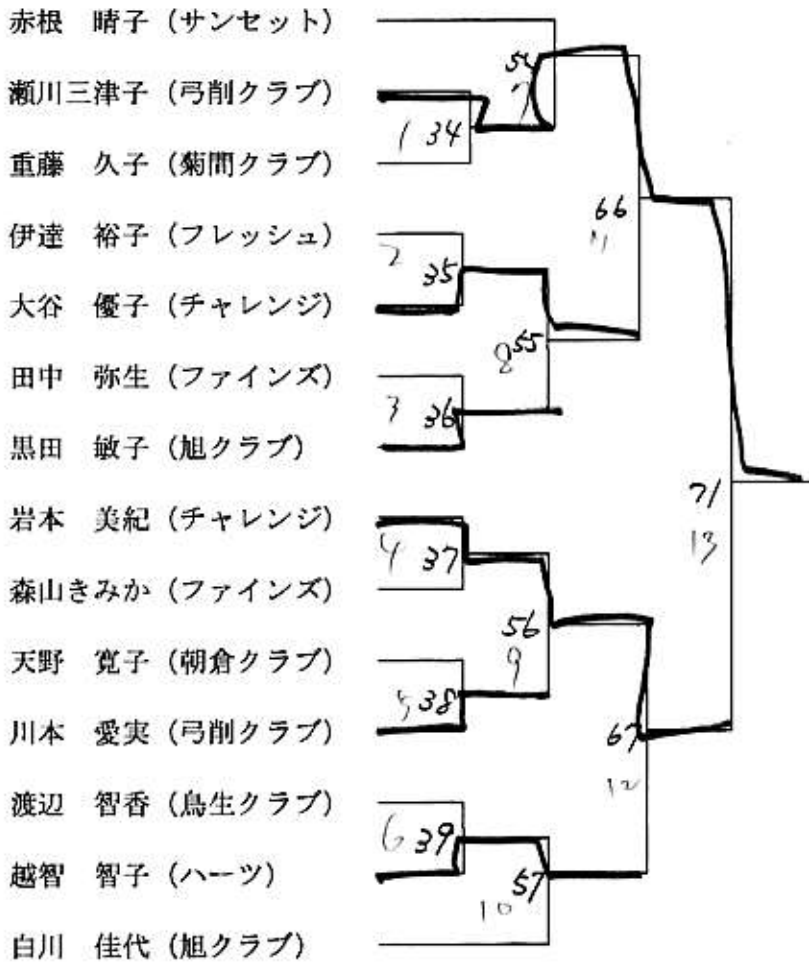 赤根 晴子 (サンセット)
瀬川三津子 (弓削クラブ)
重藤 久子 (菊間クラブ)
伊達 裕子 (フレッシュ)
大谷 優子 (チャレンジ)
田中 弥生 (ファインズ)
黒田 敏子 (旭クラブ)
岩本 美紀 (チャレンジ)
森山きみか (ファインズ)
天野 寛子 (朝倉クラブ)
川本 愛実 (弓削クラブ)
渡辺 智香 (鳥生クラブ)
越智 智子 (ハーツ)
白川 佳代 (旭クラブ)
1 34
2 35
3 36
4 37
5 38
6 39
54
7
8 55
56
9
57
10
66
11
67
12
71
13